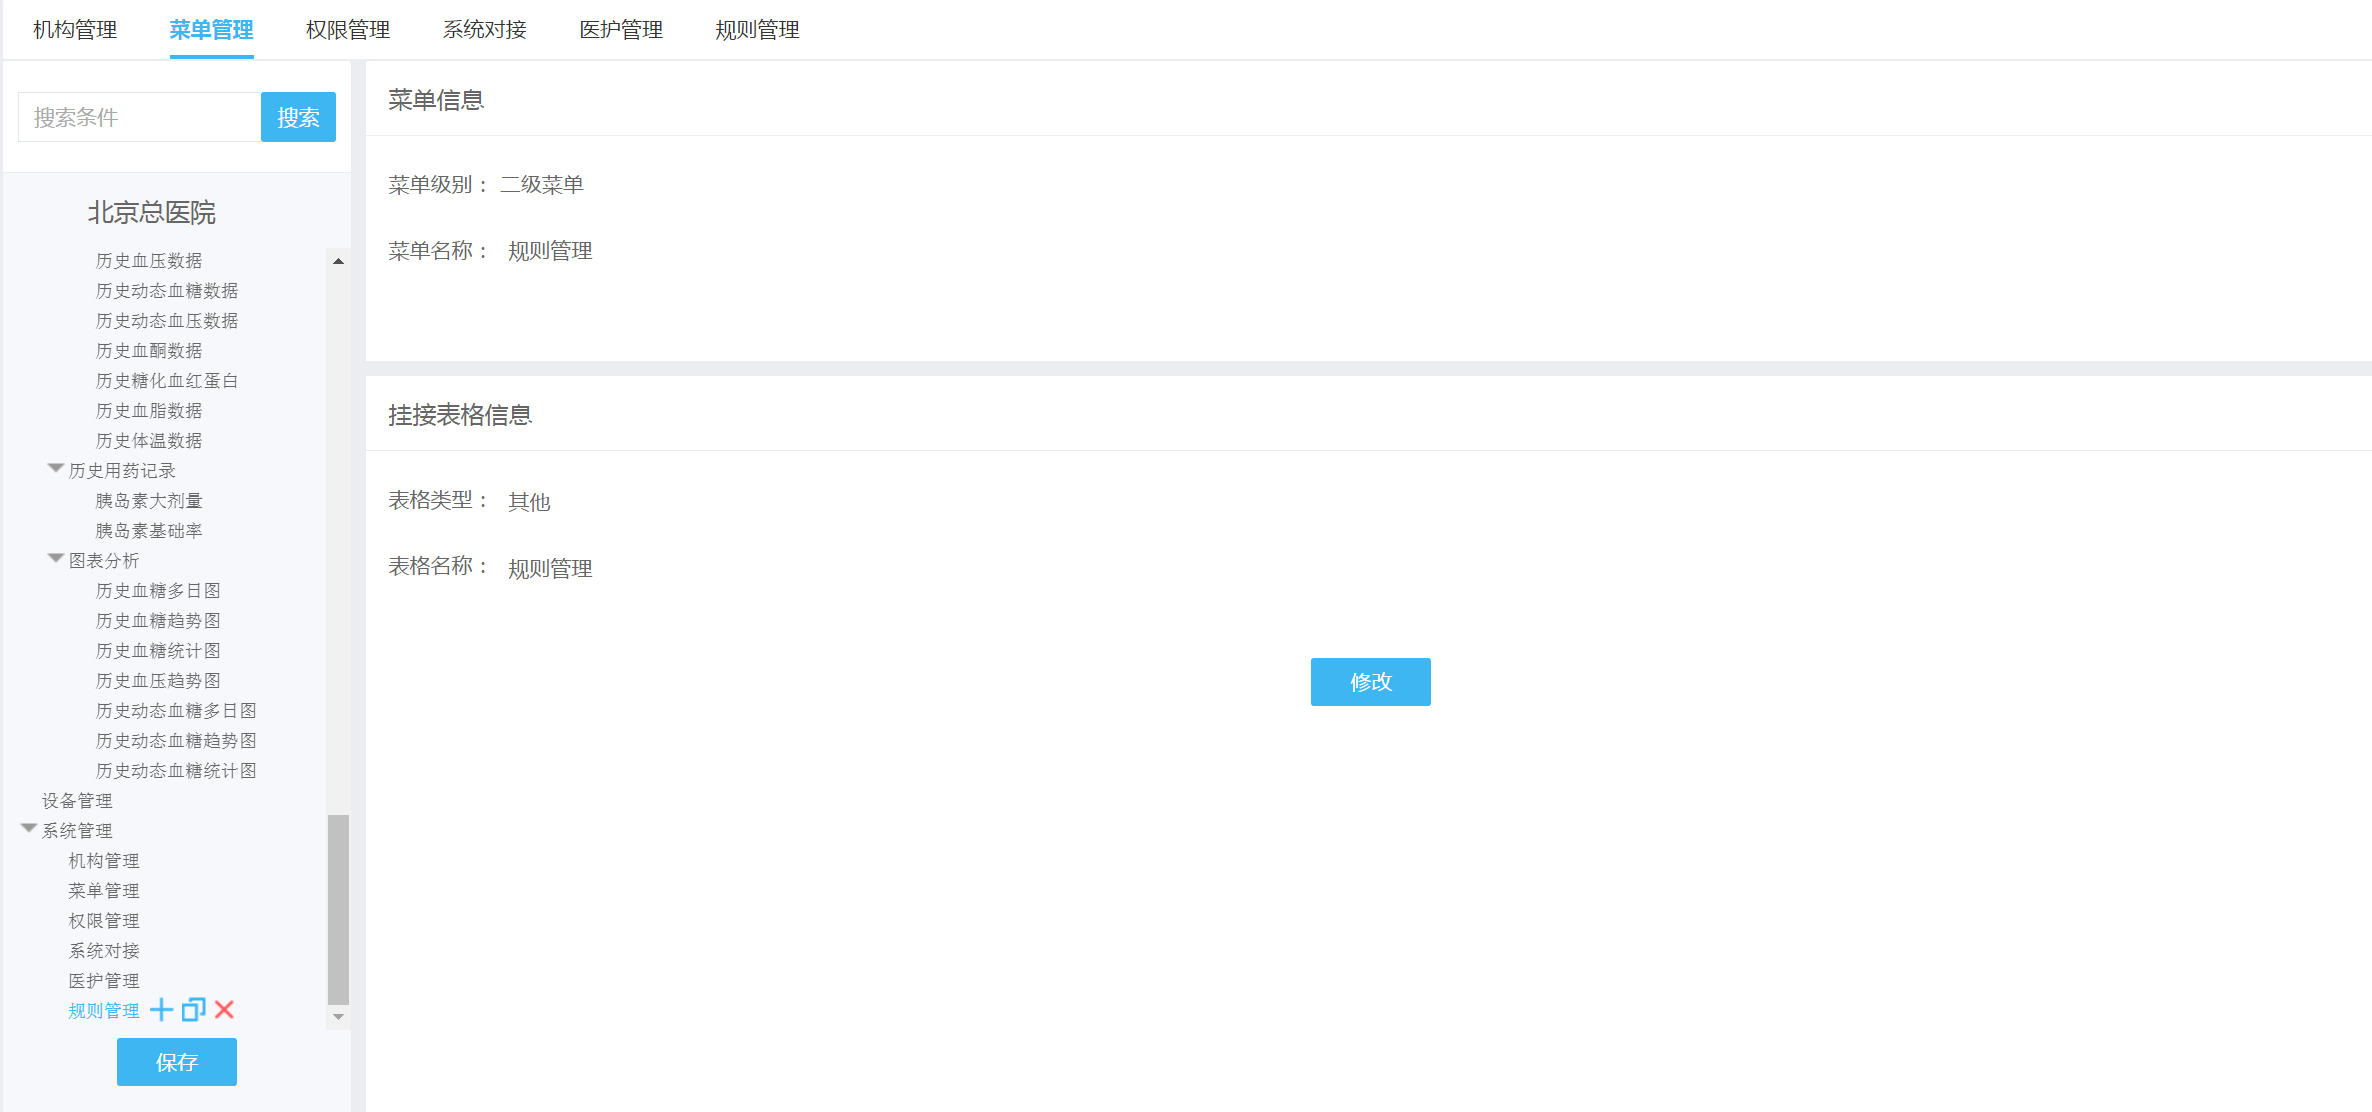 机构管理 菜单管理 权限管理 系统对接 医护管理 规则管理
搜索条件 搜索
北京总医院
历史血压数据
历史动态血糖数据
历史动态血压数据
历史血酮数据
历史糖化血红蛋白
历史血脂数据
历史体温数据
历史用药记录
胰岛素大剂量
胰岛素基础率
图表分析
历史血糖多日图
历史血糖趋势图
历史血糖统计图
历史血压趋势图
历史动态血糖多日图
历史动态血糖趋势图
历史动态血糖统计图
设备管理
系统管理
机构管理
菜单管理
权限管理
系统对接
医护管理
规则管理
保存
菜单信息
菜单级别： 二级菜单
菜单名称： 规则管理
挂接表格信息
表格类型： 其他
表格名称： 规则管理
修改